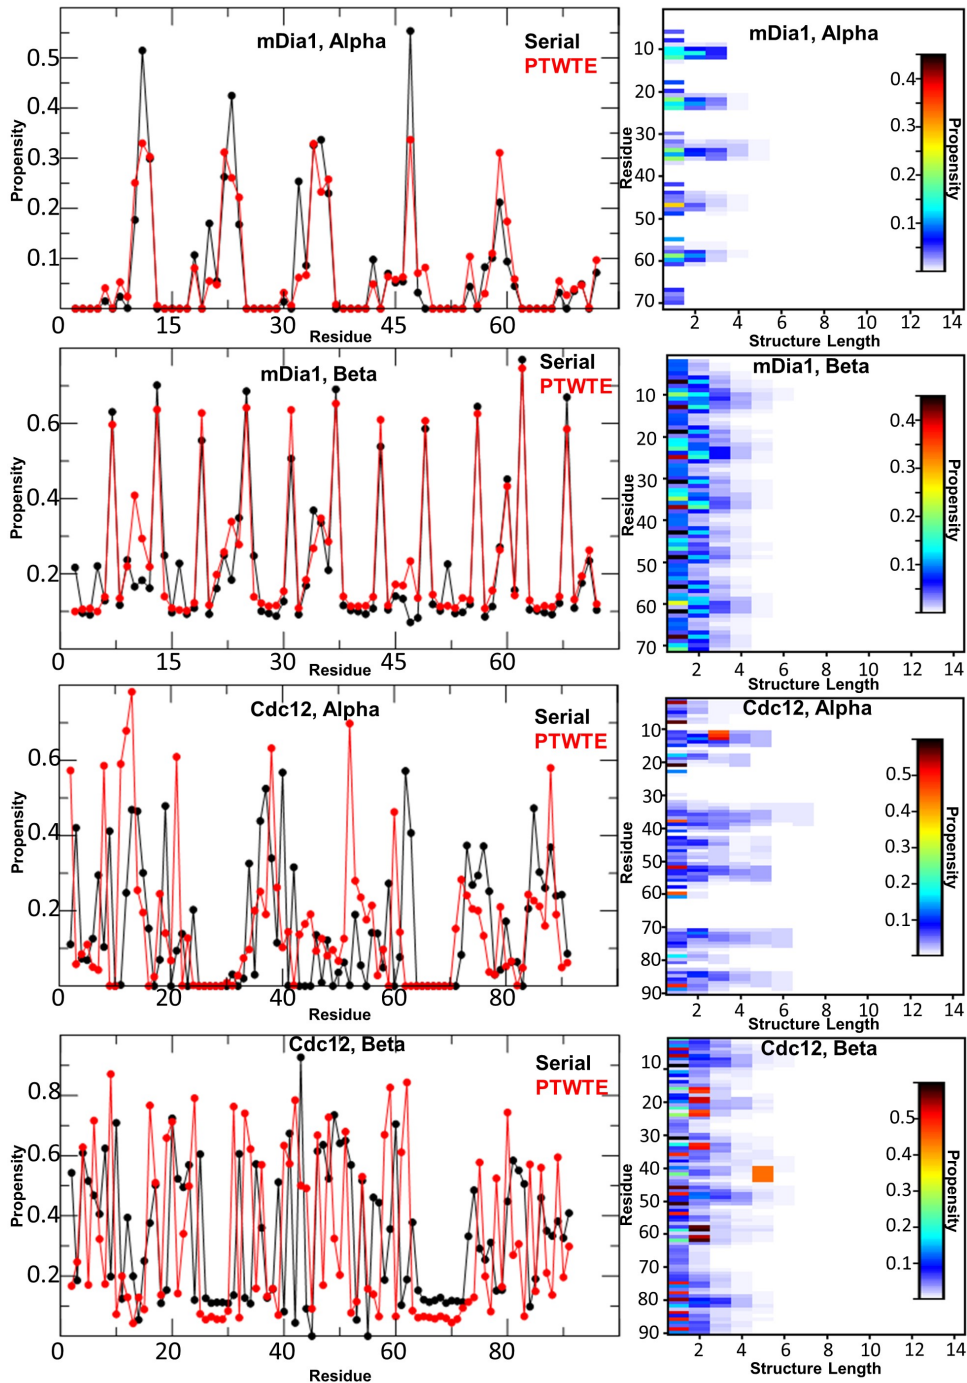 mDia1, Alpha
Serial
PTWTE
Propensity
0.5
0.4
0.3
0.2
0.1
0 15 30 45 60
Residue
mDia1, Alpha
Residue
10
20
30
40
50
60
70
0.4
0.3
0.2
0.1
Propensity
2 4 6 8 10 12 14
Structure Length
mDia1, Beta
Serial
PTWTE
Propensity
0.6
0.4
0.2
0 15 30 45 60
Residue
mDia1, Beta
Residue
10
20
30
40
50
60
70
0.4
0.3
0.2
0.1
Propensity
2 4 6 8 10 12 14
Structure Length
Cdc12, Alpha
Serial
PTWTE
Propensity
0.6
0.4
0.2
0 20 40 60 80
Residue
Cdc12, Alpha
Residue
10
20
30
40
50
60
70
80
90
0.5
0.4
0.3
0.2
0.1
Propensity
2 4 6 8 10 12 14
Structure Length
Cdc12, Beta
Serial
PTWTE
Propensity
0.8
0.6
0.4
0.2
0 20 40 60 80
Residue
Cdc12, Beta
Residue
10
20
30
40
50
60
70
80
90
0.5
0.4
0.3
0.2
0.1
Propensity
2 4 6 8 10 12 14
Structure Length